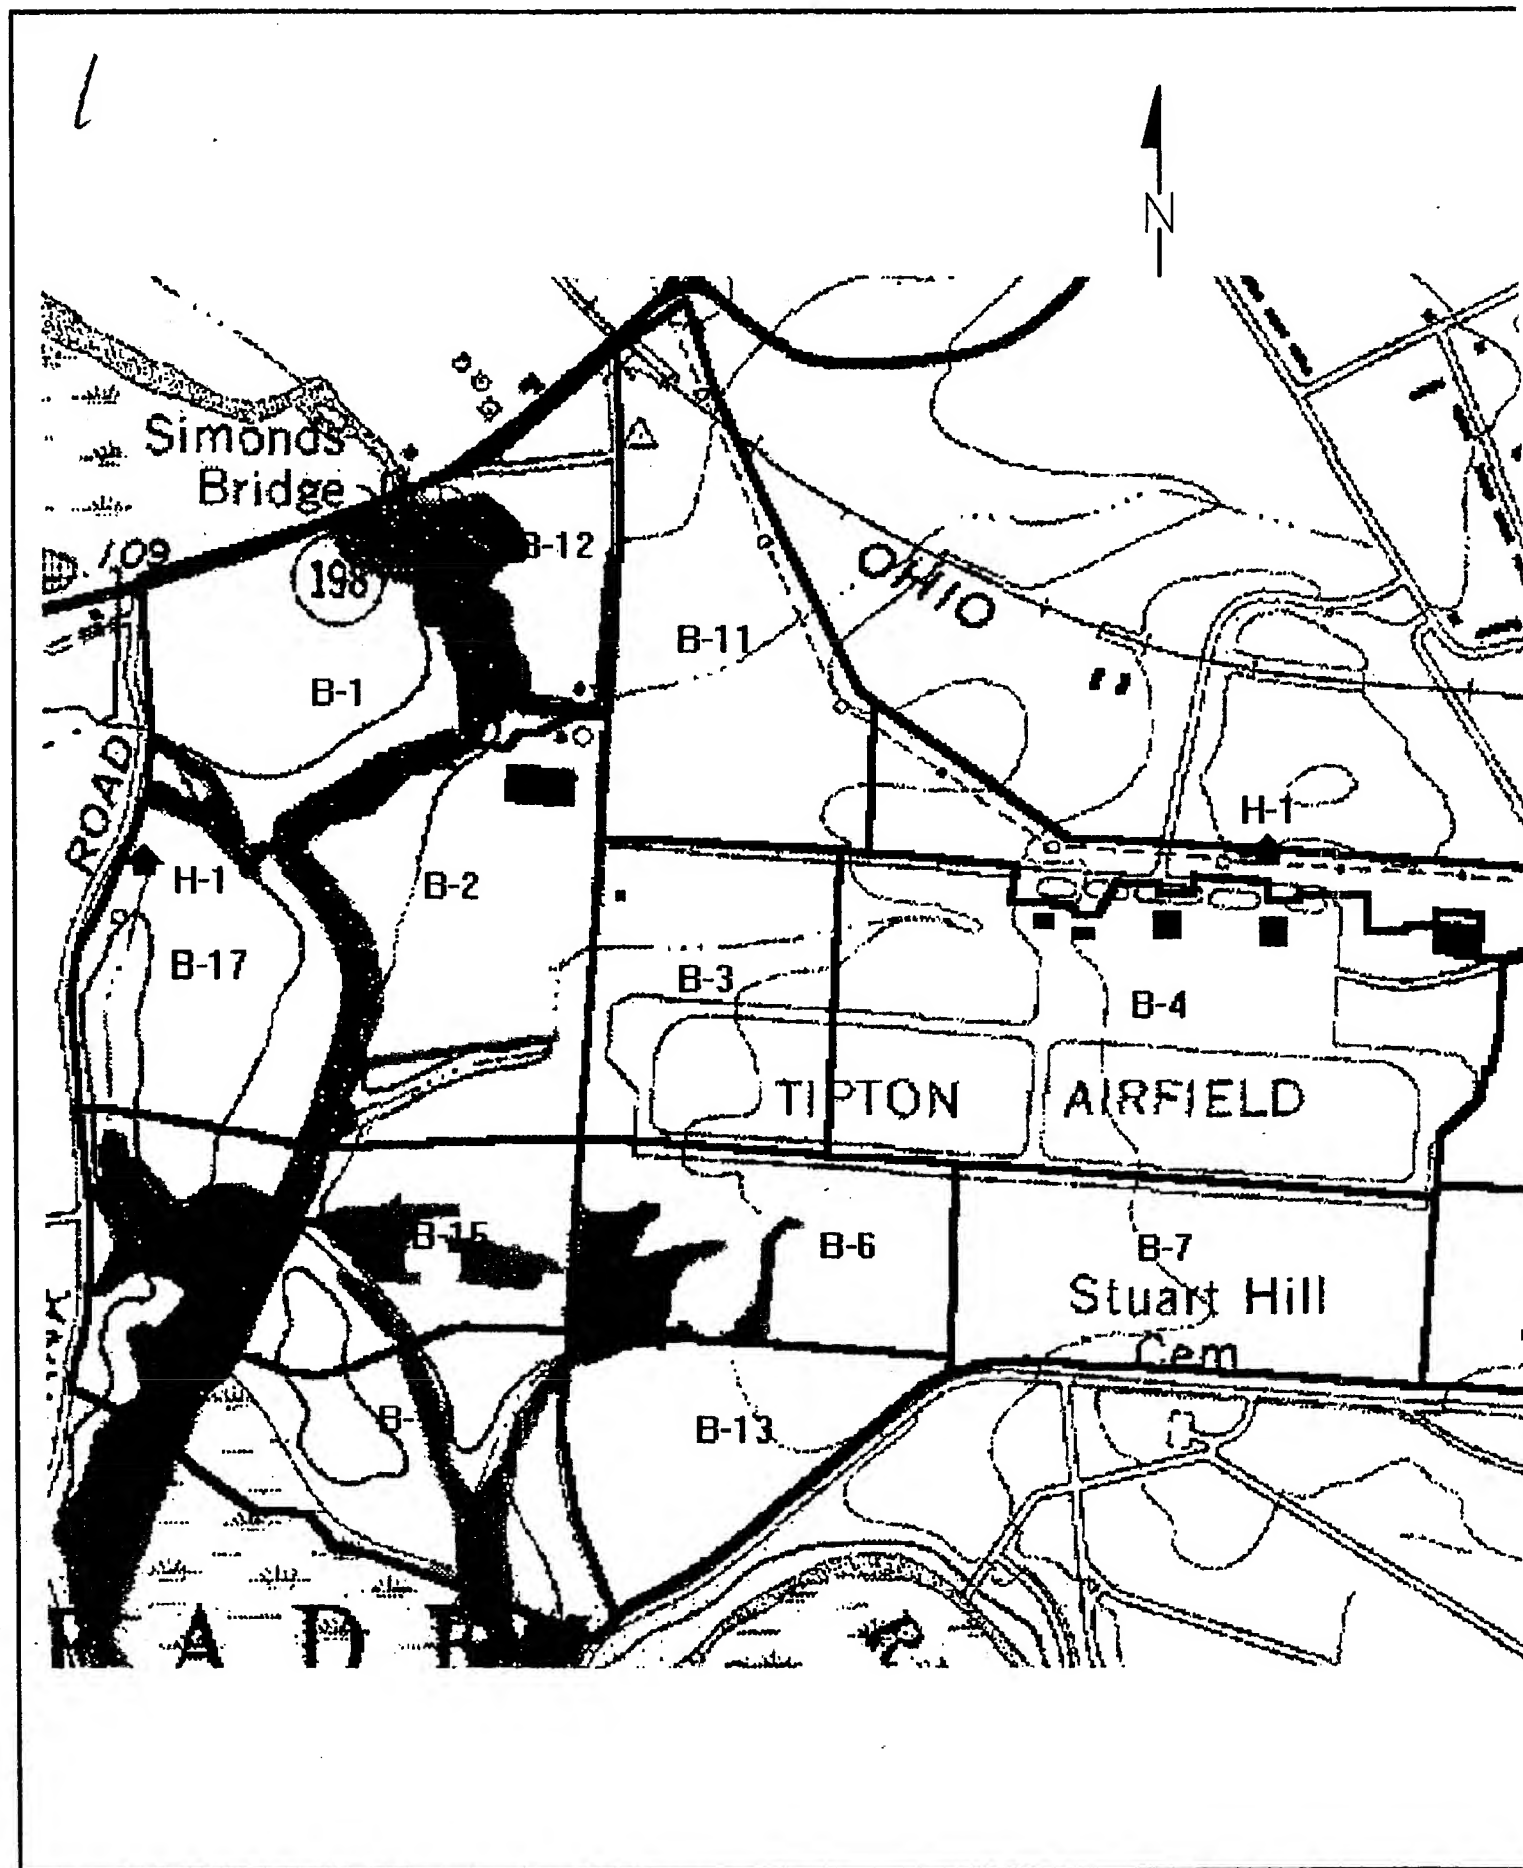 N
Simonds
Bridge
109
198
B-12
OHIO
B-11
B-1
ROAD
H-1
H-1
B-2
B-17
B-3
B-4
TIPTON AIRFIELD
B-15
B-6
B-7
Stuart Hill
Cem
B-
B-13